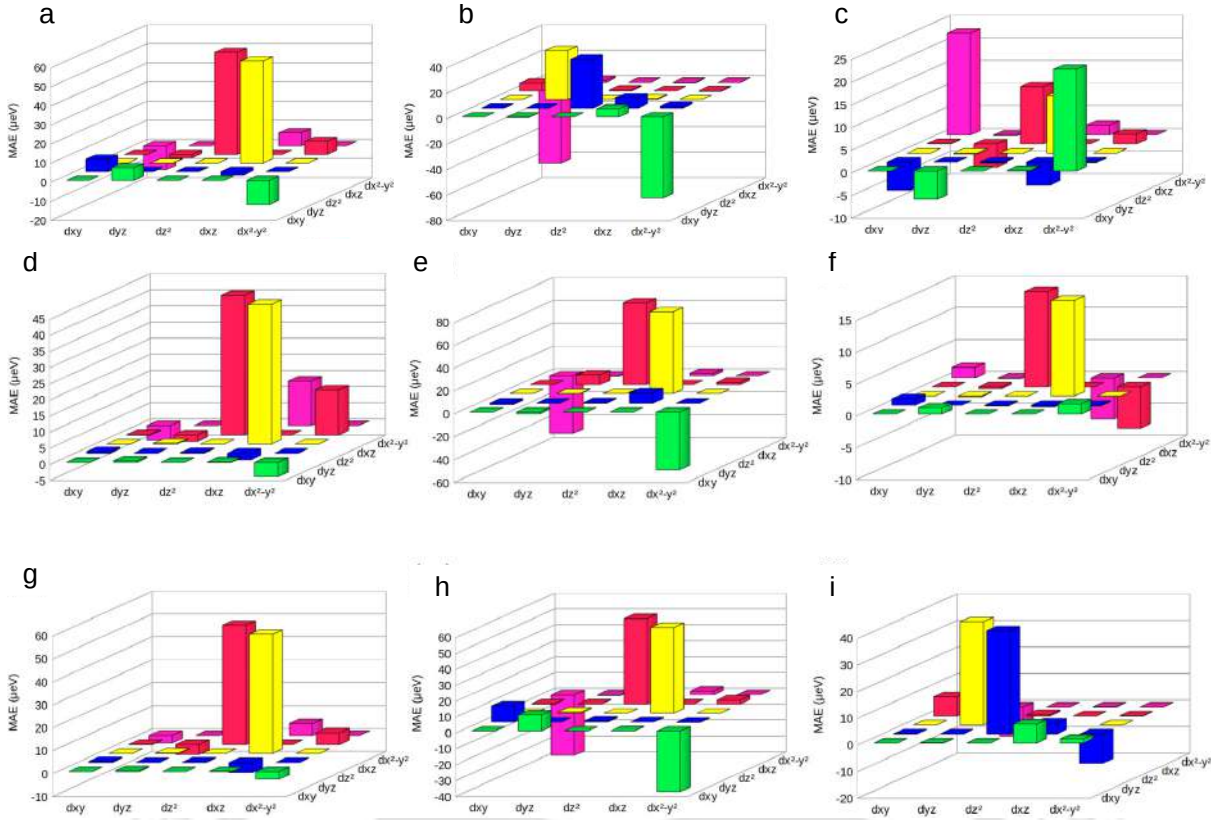 a
60
50
40
30
20
10
0
-10
-20
MAE (μeV)
dxy dyz dz² dxz dx²-y²
dxy
dyz
dz²
dxz
dx²-y²
b
40
20
0
-20
-40
-60
-80
MAE (μeV)
dxy dyz dz² dxz dx²-y²
dxy
dyz
dz²
dxz
dx²-y²
c
25
20
15
10
5
0
-5
-10
MAE (μeV)
dxy dyz dz² dxz dx²-y²
dxy
dyz
dz²
dxz
dx²-y²
d
45
40
35
30
25
20
15
10
5
0
-5
MAE (μeV)
dxy dyz dz² dxz dx²-y²
dxy
dyz
dz²
dxz
dx²-y²
e
80
60
40
20
0
-20
-40
-60
MAE (μeV)
dxy dyz dz² dxz dx²-y²
dxy
dyz
dz²
dxz
dx²-y²
f
15
10
5
0
-5
-10
MAE (μeV)
dxy dyz dz² dxz dx²-y²
dxy
dyz
dz²
dxz
dx²-y²
g
60
50
40
30
20
10
0
-10
MAE (μeV)
dxy dyz dz² dxz dx²-y²
dxy
dyz
dz²
dxz
dx²-y²
h
60
50
40
30
20
10
0
-10
-20
-30
-40
MAE (μeV)
dxy dyz dz² dxz dx²-y²
dxy
dyz
dz²
dxz
dx²-y²
i
40
30
20
10
0
-10
-20
MAE (μeV)
dxy dyz dz² dxz dx²-y²
dxy
dyz
dz²
dxz
dx²-y²